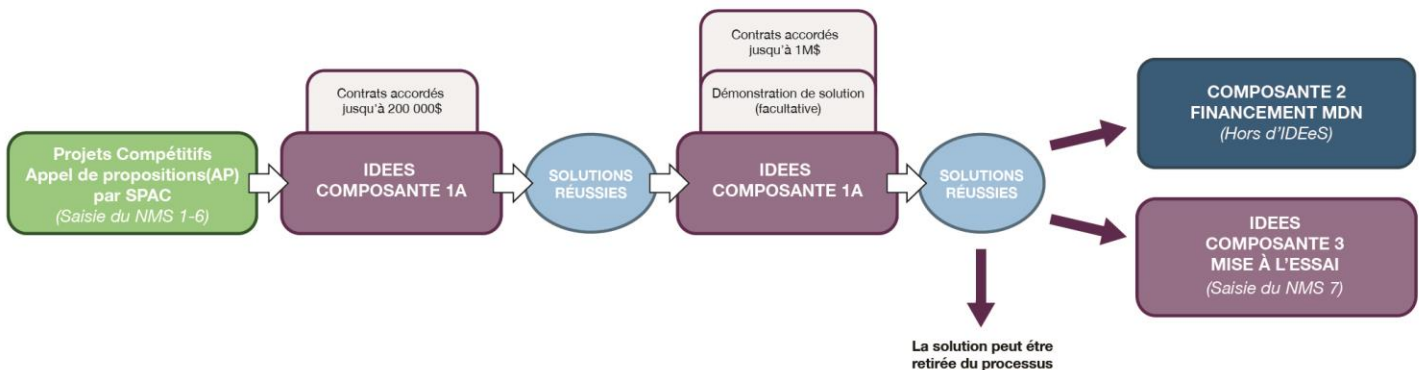 Projets Compétitifs
Appel de propositions(AP)
par SPAC
(Saisie du NMS 1-6)
Contrats accordés
jusqu'à 200 000$
IDEES
COMPOSANTE 1A
SOLUTIONS
RÉUSSIES
Contrats accordés
jusqu'à 1M$
Démonstration de solution
(facultative)
IDEES
COMPOSANTE 1A
SOLUTIONS
RÉUSSIES
COMPOSANTE 2
FINANCEMENT MDN
(Hors d'IDEeS)
IDEES
COMPOSANTE 3
MISE À L'ESSAI
(Saisie du NMS 7)
La solution peut étre
retirée du processus